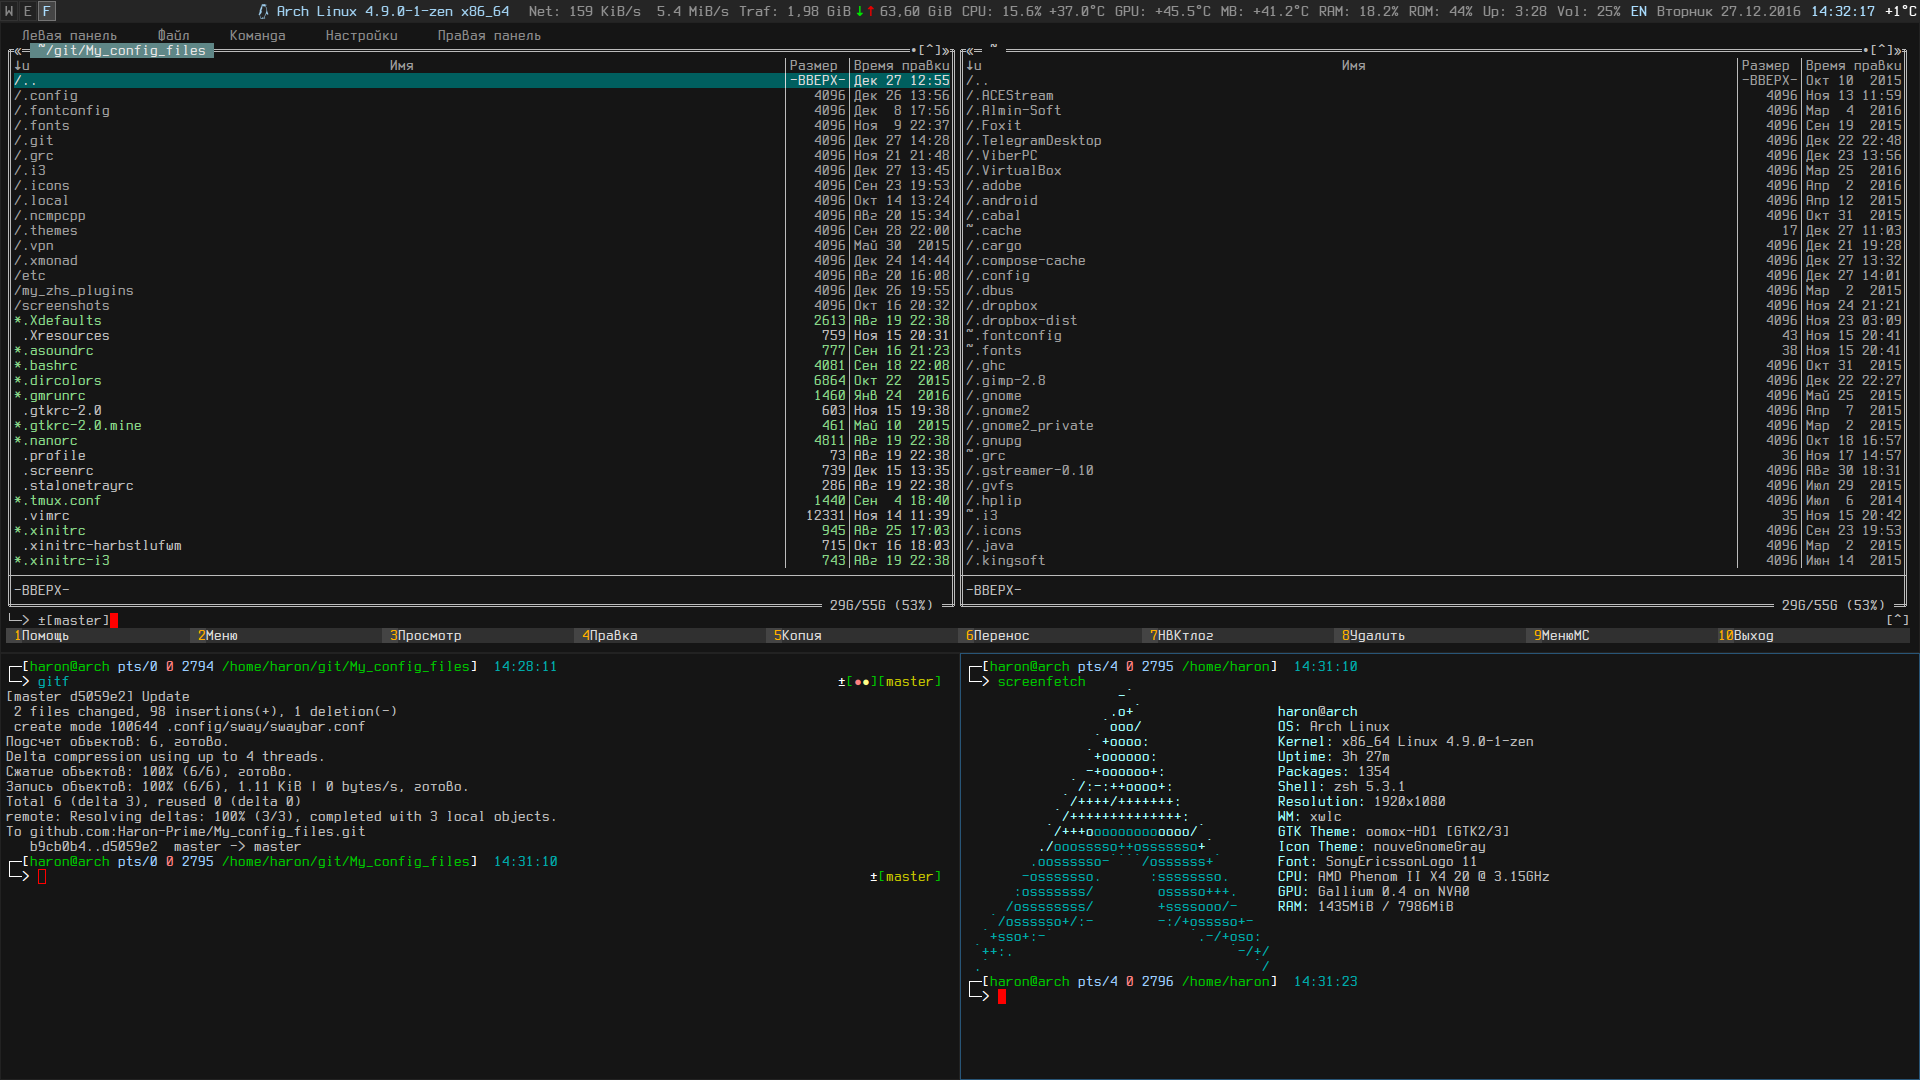 W E F Arch Linux 4.9.0-1-zen x86_64 Net: 159 KiB/s 5.4 MiB/s Traf: 1,98 GiB ↓↑ 63,60 GiB CPU: 15.6% +37.0°C GPU: +45.5°C MB: +41.2°C RAM: 18.2% ROM: 44% Up: 3:28 Vol: 25% EN Вторник 27.12.2016 14:32:17 +1°C
Левая панель Файл Команда Настройки Правая панель
«═ ~/git/My_config_files •[^]»
↓и Имя Размер Время правки
/.. -ВВЕРХ- Дек 27 12:55
/.config 4096 Дек 26 13:56
/.fontconfig 4096 Дек 8 17:56
/.fonts 4096 Ноя 9 22:37
/.git 4096 Дек 27 14:28
/.grc 4096 Ноя 21 21:48
/.i3 4096 Дек 27 13:45
/.icons 4096 Сен 23 19:53
/.local 4096 Окт 14 13:24
/.ncmpcpp 4096 Авг 20 15:34
/.themes 4096 Сен 28 22:00
/.vpn 4096 Май 30 2015
/.xmonad 4096 Дек 24 14:44
/etc 4096 Авг 20 16:08
/my_zhs_plugins 4096 Дек 26 19:55
/screenshots 4096 Окт 16 20:32
*.Xdefaults 2613 Авг 19 22:38
.Xresources 759 Ноя 15 20:31
*.asoundrc 777 Сен 16 21:23
*.bashrc 4081 Сен 18 22:08
*.dircolors 6864 Окт 22 2015
*.gmrunrc 1460 Янв 24 2016
.gtkrc-2.0 603 Ноя 15 19:38
*.gtkrc-2.0.mine 461 Май 10 2015
*.nanorc 4811 Авг 19 22:38
.profile 73 Авг 19 22:38
.screenrc 739 Дек 15 13:35
.stalonetrayrc 286 Авг 19 22:38
*.tmux.conf 1440 Сен 4 18:40
.vimrc 12331 Ноя 14 11:39
*.xinitrc 945 Авг 25 17:03
.xinitrc-harbstlufwm 715 Окт 16 18:03
*.xinitrc-i3 743 Авг 19 22:38
-ВВЕРХ-
29G/55G (53%)
«═ ~ •[^]»
↓и Имя Размер Время правки
/.. -ВВЕРХ- Окт 10 2015
/.ACEStream 4096 Ноя 13 11:59
/.Almin-Soft 4096 Мар 4 2016
/.Foxit 4096 Сен 19 2015
/.TelegramDesktop 4096 Дек 22 22:48
/.ViberPC 4096 Дек 23 13:56
/.VirtualBox 4096 Мар 25 2016
/.adobe 4096 Апр 2 2016
/.android 4096 Апр 12 2015
/.cabal 4096 Окт 31 2015
~.cache 17 Дек 27 11:03
/.cargo 4096 Дек 21 19:28
/.compose-cache 4096 Дек 27 13:32
/.config 4096 Дек 27 14:01
/.dbus 4096 Мар 2 2015
/.dropbox 4096 Ноя 24 21:21
/.dropbox-dist 4096 Ноя 23 03:09
~.fontconfig 43 Ноя 15 20:41
~.fonts 38 Ноя 15 20:41
/.ghc 4096 Окт 31 2015
/.gimp-2.8 4096 Дек 22 22:27
/.gnome 4096 Май 25 2015
/.gnome2 4096 Апр 7 2015
/.gnome2_private 4096 Мар 2 2015
/.gnupg 4096 Окт 18 16:57
~.grc 36 Ноя 17 14:57
/.gstreamer-0.10 4096 Авг 30 18:31
/.gvfs 4096 Июл 29 2015
/.hplip 4096 Июл 6 2014
~.i3 35 Ноя 15 20:42
/.icons 4096 Сен 23 19:53
/.java 4096 Мар 2 2015
/.kingsoft 4096 Июн 14 2015
-ВВЕРХ-
29G/55G (53%)
└─> ±[master] [^]
1Помощь 2Меню 3Просмотр 4Правка 5Копия 6Перенос 7НВКтлог 8Удалить 9МенюМС 10Выход
┌─[haron@arch pts/0 0 2794 /home/haron/git/My_config_files] 14:28:11
└─> gitf ±[●●][master]
[master d5059e2] Update
2 files changed, 98 insertions(+), 1 deletion(-)
create mode 100644 .config/sway/swaybar.conf
Подсчет объектов: 6, готово.
Delta compression using up to 4 threads.
Сжатие объектов: 100% (6/6), готово.
Запись объектов: 100% (6/6), 1.11 KiB | 0 bytes/s, готово.
Total 6 (delta 3), reused 0 (delta 0)
remote: Resolving deltas: 100% (3/3), completed with 3 local objects.
To github.com:Haron-Prime/My_config_files.git
b9cb0b4..d5059e2 master -> master
┌─[haron@arch pts/0 0 2795 /home/haron/git/My_config_files] 14:31:10
└─> ±[master]
┌─[haron@arch pts/4 0 2795 /home/haron] 14:31:10
└─> screenfetch
-`
.o+` haron@arch
`ooo/ OS: Arch Linux
`+oooo: Kernel: x86_64 Linux 4.9.0-1-zen
`+oooooo: Uptime: 3h 27m
-+oooooo+: Packages: 1354
`/:-:++oooo+: Shell: zsh 5.3.1
`/++++/+++++++: Resolution: 1920x1080
`/++++++++++++++: WM: xwlc
`/+++ooooooooooooo/` GTK Theme: oomox-HD1 [GTK2/3]
./ooosssso++osssssso+` Icon Theme: nouveGnomeGray
.oossssso-````/ossssss+` Font: SonyEricssonLogo 11
-osssssso. :ssssssso. CPU: AMD Phenom II X4 20 @ 3.15GHz
:osssssss/ osssso+++. GPU: Gallium 0.4 on NVA0
/ossssssss/ +ssssooo/- RAM: 1435MiB / 7986MiB
`/ossssso+/:- -:/+osssso+-
`+sso+:-` `.-/+oso:
`++:. `-/+/
.` `/
┌─[haron@arch pts/4 0 2796 /home/haron] 14:31:23
└─>